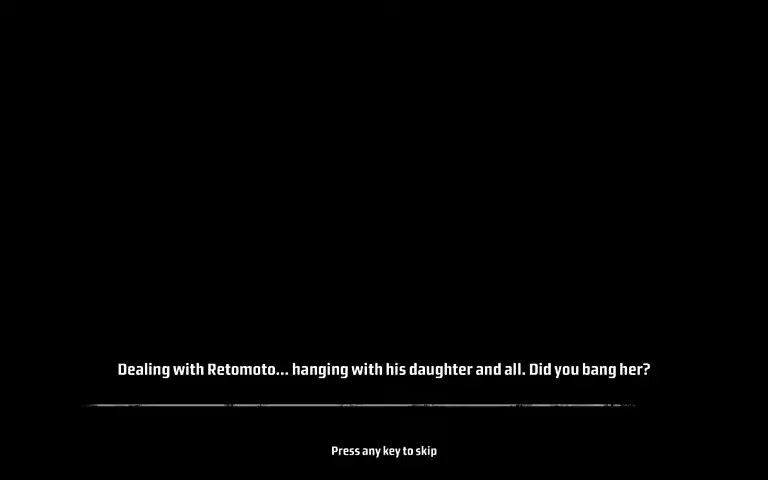 Dealing with Retomoto... hanging with his daughter and all. Did you bang her?
Press any key to skip